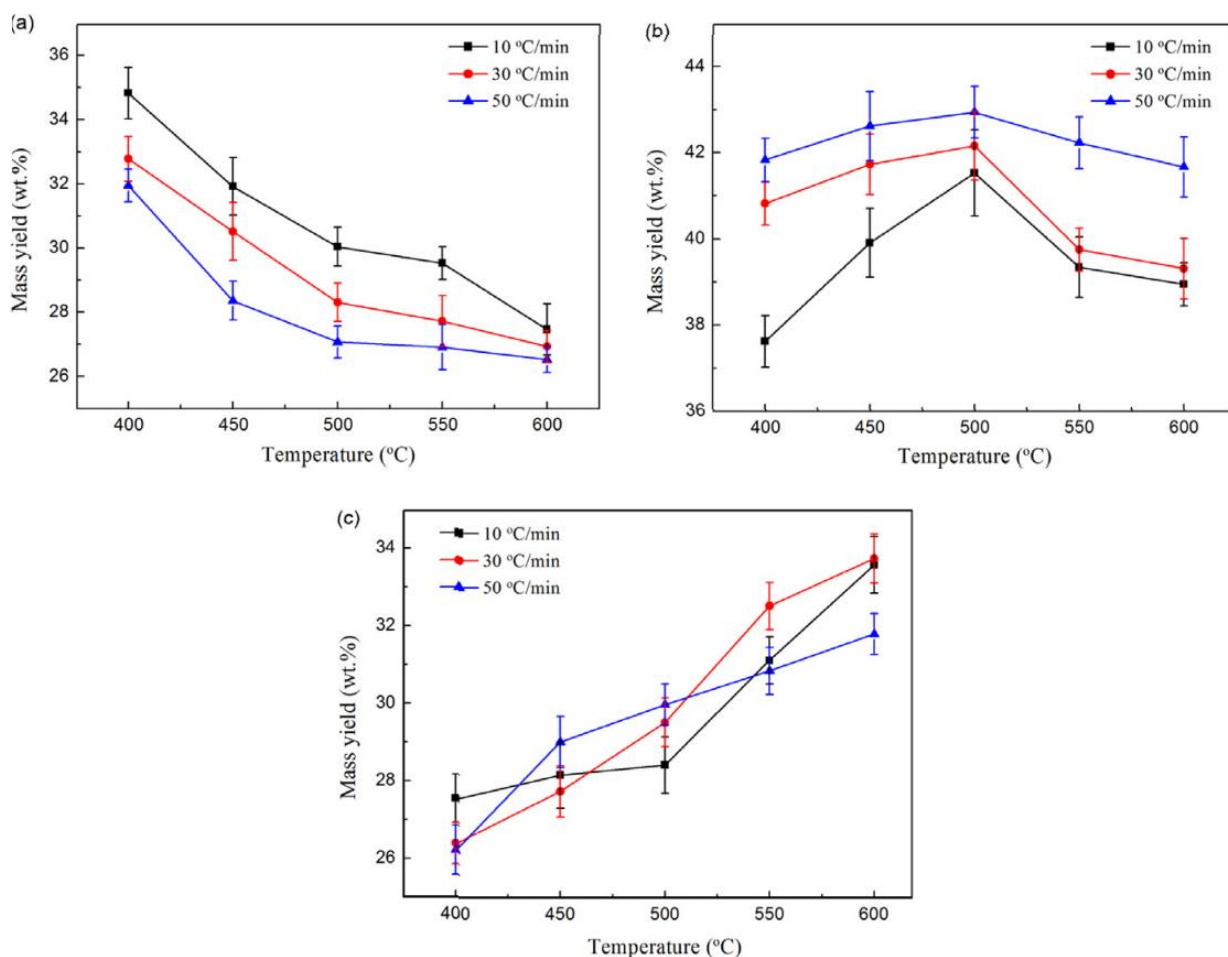 (a)
10 °C/min
30 °C/min
50 °C/min
36
34
32
30
28
26
Mass yield (wt.%)
400 450 500 550 600
Temperature (°C)
(b)
10 °C/min
30 °C/min
50 °C/min
44
42
40
38
36
Mass yield (wt.%)
400 450 500 550 600
Temperature (°C)
(c)
10 °C/min
30 °C/min
50 °C/min
34
32
30
28
26
Mass yield (wt.%)
400 450 500 550 600
Temperature (°C)